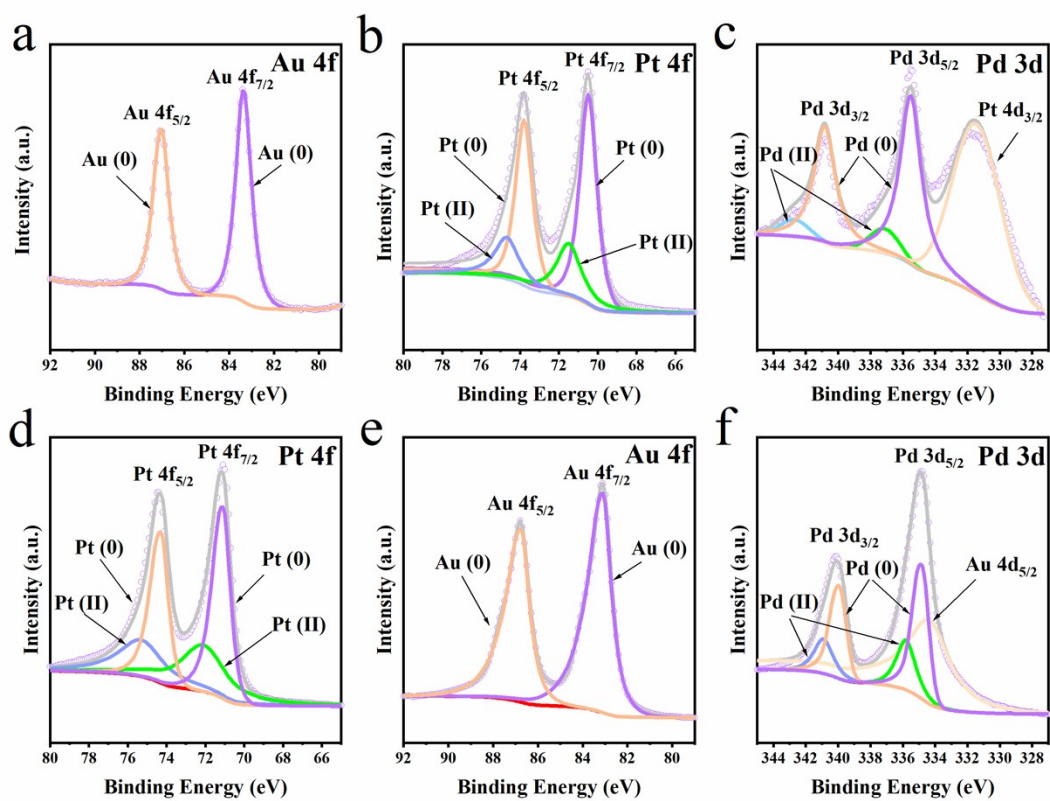 a
Au 4f
Au 4f7/2
Au 4f5/2
Au (0)
Au (0)
Intensity (a.u.)
92 90 88 86 84 82 80
Binding Energy (eV)
b
Pt 4f
Pt 4f7/2
Pt 4f5/2
Pt (0)
Pt (0)
Pt (II)
Pt (II)
Intensity (a.u.)
80 78 76 74 72 70 68 66
Binding Energy (eV)
c
Pd 3d
Pd 3d5/2
Pd 3d3/2
Pt 4d3/2
Pd (II)
Pd (0)
Intensity (a.u.)
344 342 340 338 336 334 332 330 328
Binding Energy (eV)
d
Pt 4f
Pt 4f7/2
Pt 4f5/2
Pt (0)
Pt (0)
Pt (II)
Pt (II)
Intensity (a.u.)
80 78 76 74 72 70 68 66
Binding Energy (eV)
e
Au 4f
Au 4f7/2
Au 4f5/2
Au (0)
Au (0)
Intensity (a.u.)
92 90 88 86 84 82 80
Binding Energy (eV)
f
Pd 3d
Pd 3d5/2
Pd 3d3/2
Pd (0)
Au 4d5/2
Pd (II)
Intensity (a.u.)
344 342 340 338 336 334 332 330 328
Binding Energy (eV)